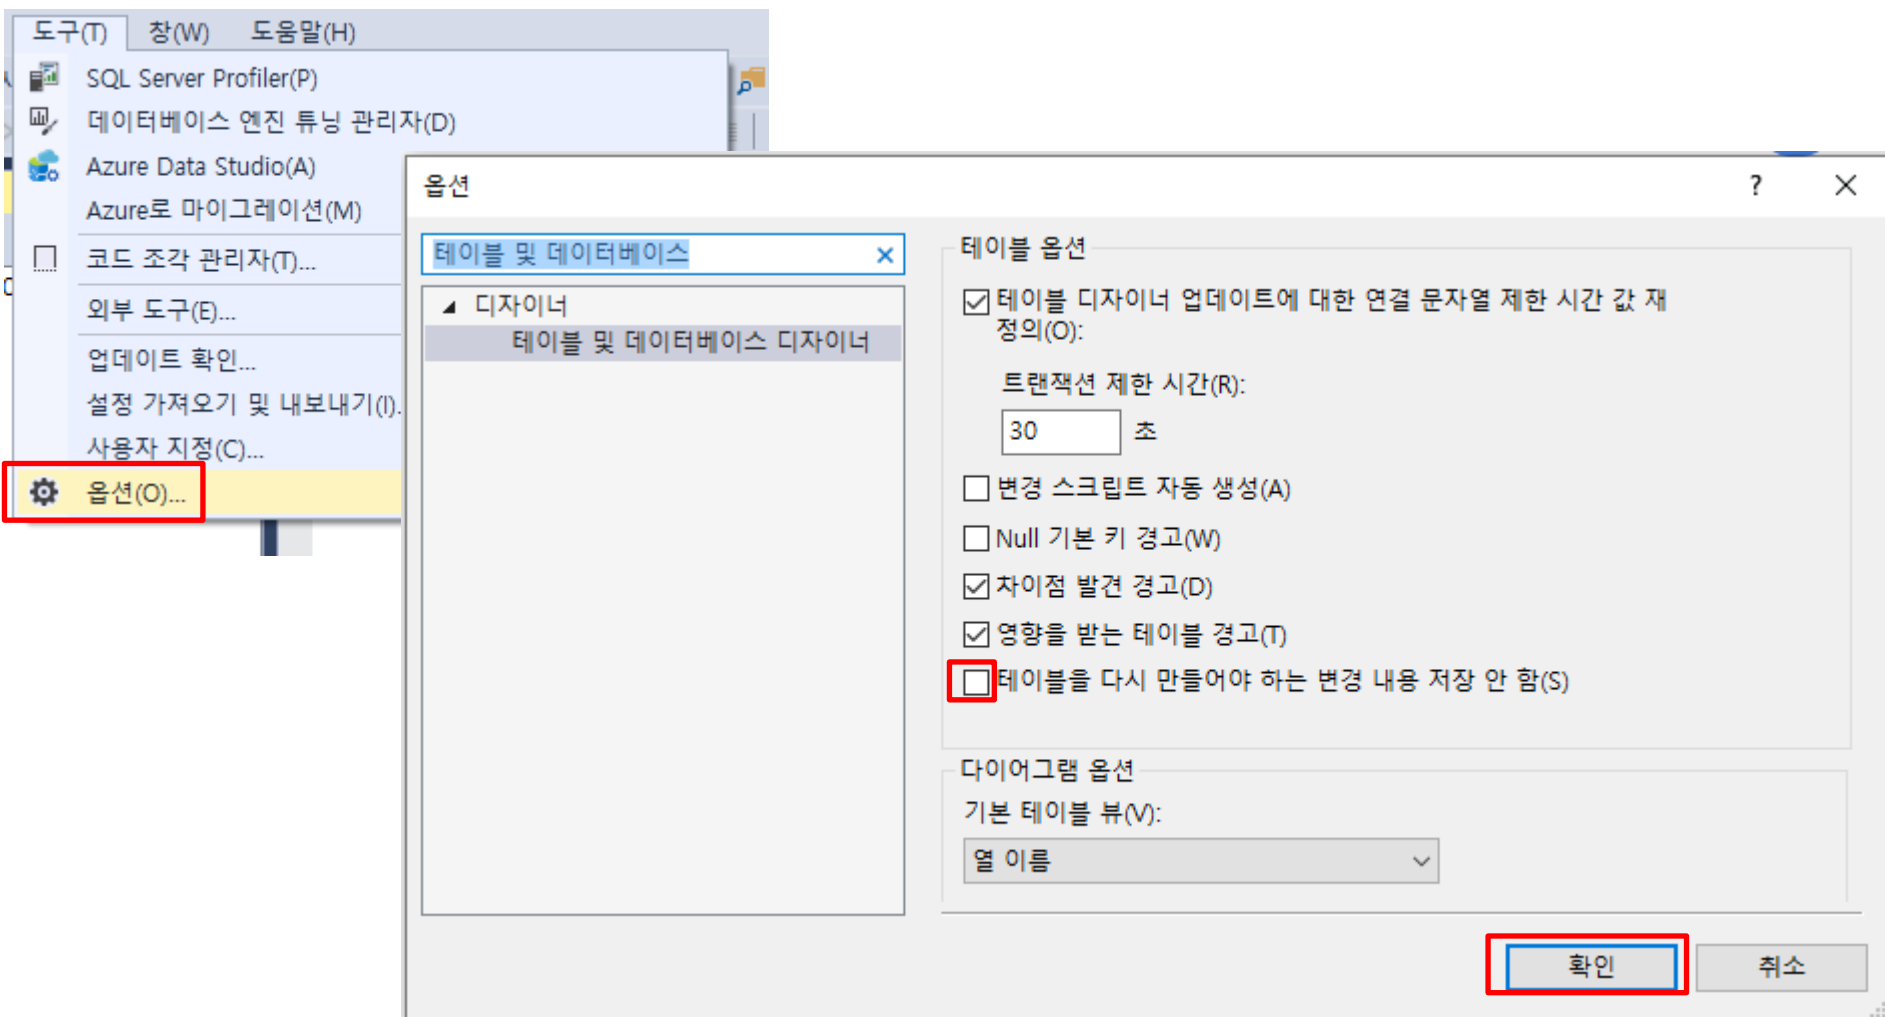 도구(T) 창(W) 도움말(H)
SQL Server Profiler(P)
데이터베이스 엔진 튜닝 관리자(D)
Azure Data Studio(A)
Azure로 마이그레이션(M)
코드 조각 관리자(T)...
외부 도구(E)...
업데이트 확인...
설정 가져오기 및 내보내기(I).
사용자 지정(C)...
옵션(O)...
옵션
테이블 및 데이터베이스
디자이너
테이블 및 데이터베이스 디자이너
테이블 옵션
테이블 디자이너 업데이트에 대한 연결 문자열 제한 시간 값 재
정의(O):
트랜잭션 제한 시간(R):
30 초
변경 스크립트 자동 생성(A)
Null 기본 키 경고(W)
차이점 발견 경고(D)
영향을 받는 테이블 경고(T)
테이블을 다시 만들어야 하는 변경 내용 저장 안 함(S)
다이어그램 옵션
기본 테이블 뷰(V):
열 이름
확인 취소